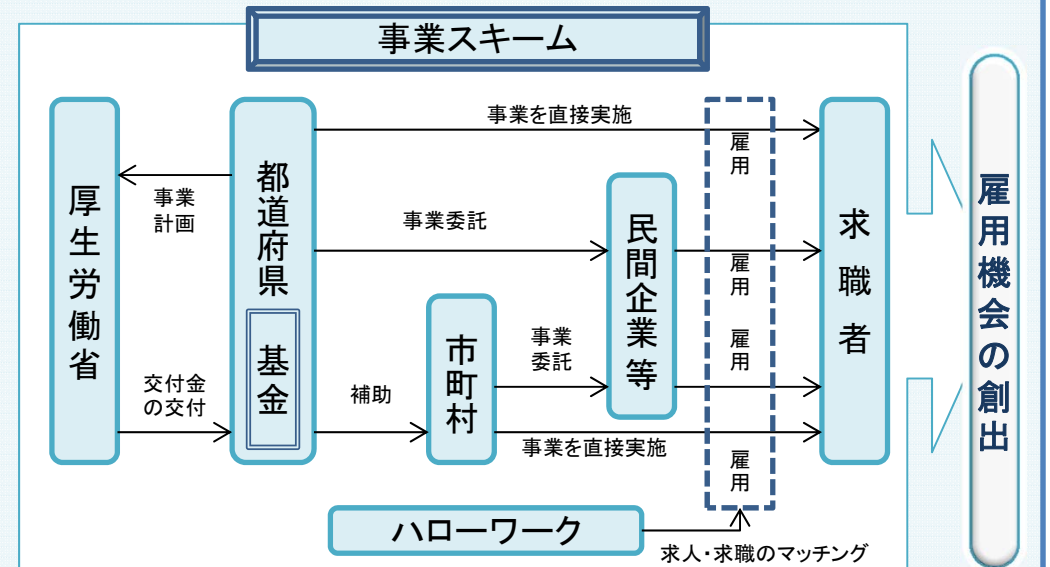 事業スキーム
厚生労働省
事業
計画
交付金
の交付
都道府県
基金
事業を直接実施
事業委託
補助
市町村
事業
委託
事業を直接実施
民間企業等
雇用
雇用
雇用
雇用
求職者
ハローワーク
求人・求職のマッチング
雇用機会の創出